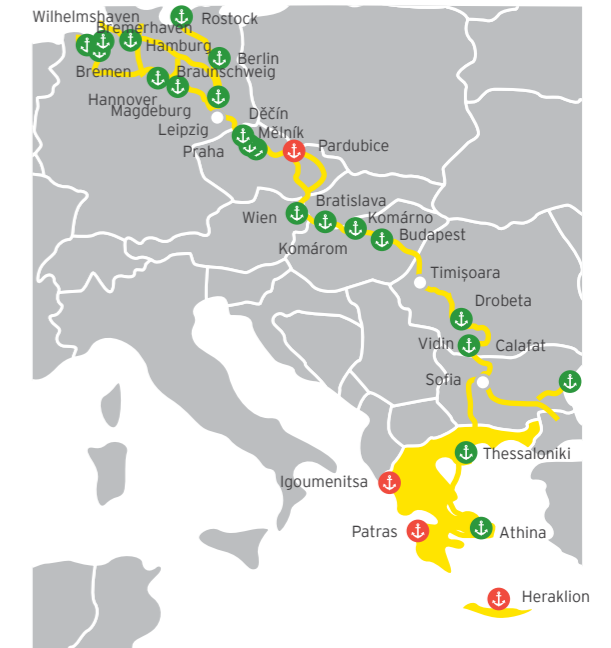 Wilhelmshaven
Rostock
Bremerhaven
Hamburg
Berlin
Bremen
Braunschweig
Hannover
Magdeburg
Děčín
Leipzig
Mělník
Praha
Pardubice
Bratislava
Wien
Komárno
Komárom
Budapest
Timișoara
Drobeta
Vidin
Calafat
Sofia
Thessaloniki
Igoumenitsa
Patras
Athina
Heraklion